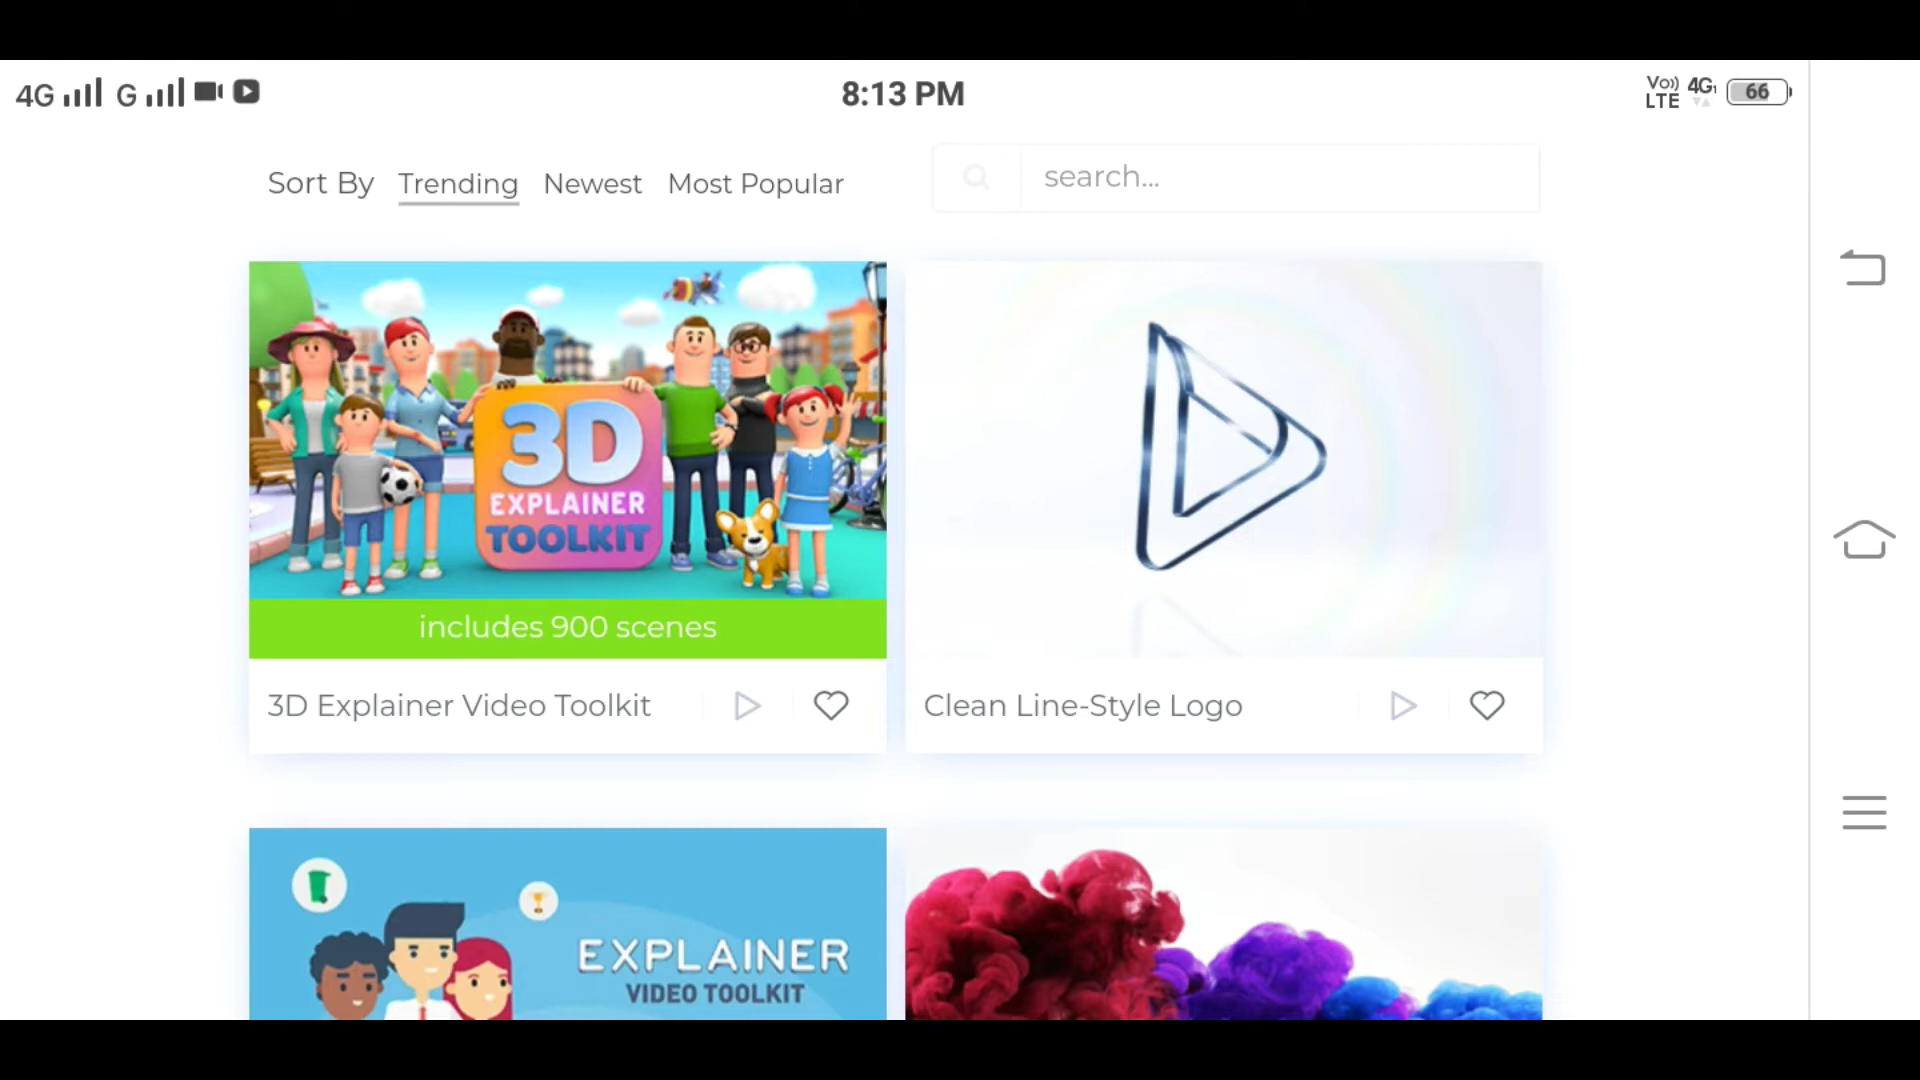 4G G 8:13 PM Vo)) LTE 4G 66
Sort By Trending Newest Most Popular search...
3D
EXPLAINER
TOOLKIT
includes 900 scenes
3D Explainer Video Toolkit
Clean Line-Style Logo
EXPLAINER
VIDEO TOOLKIT